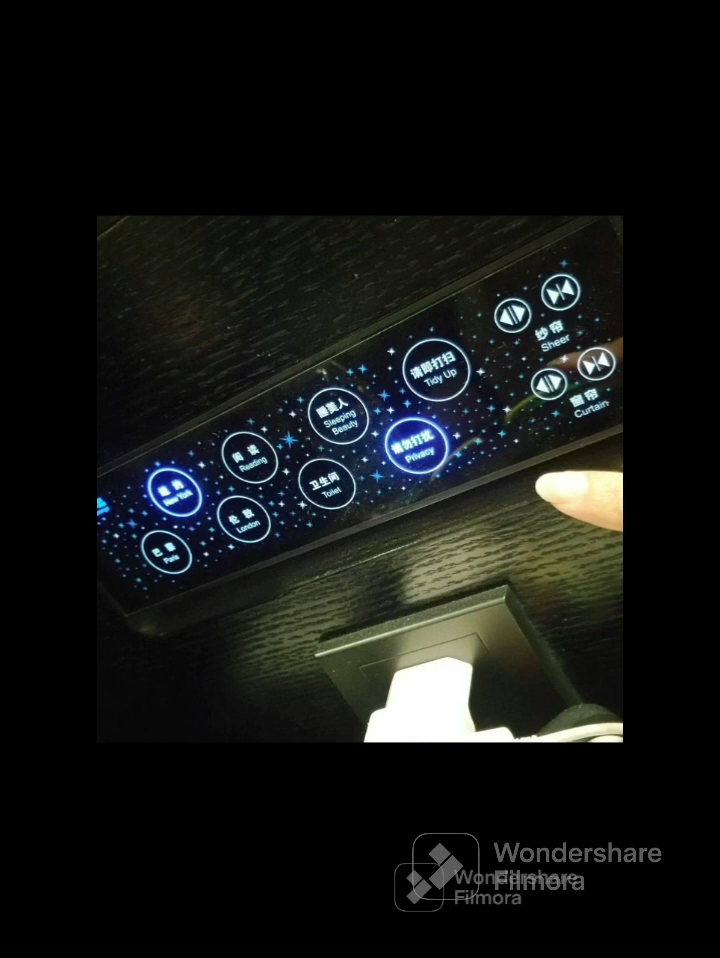 纽约
New York
巴黎
Paris
阅读
Reading
伦敦
London
睡美人
Sleeping
Beauty
卫生间
Toilet
请即打扫
Tidy Up
请勿打扰
Privacy
纱帘
Sheer
窗帘
Curtain
Wondershare
Filmora
Wondershare
Filmora